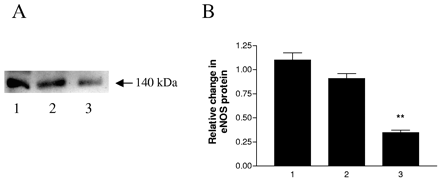 A
140 kDa
1 2 3
B
Relative change in
eNOS protein
1.25
1.00
0.75
0.50
0.25
0.00
**
1 2 3